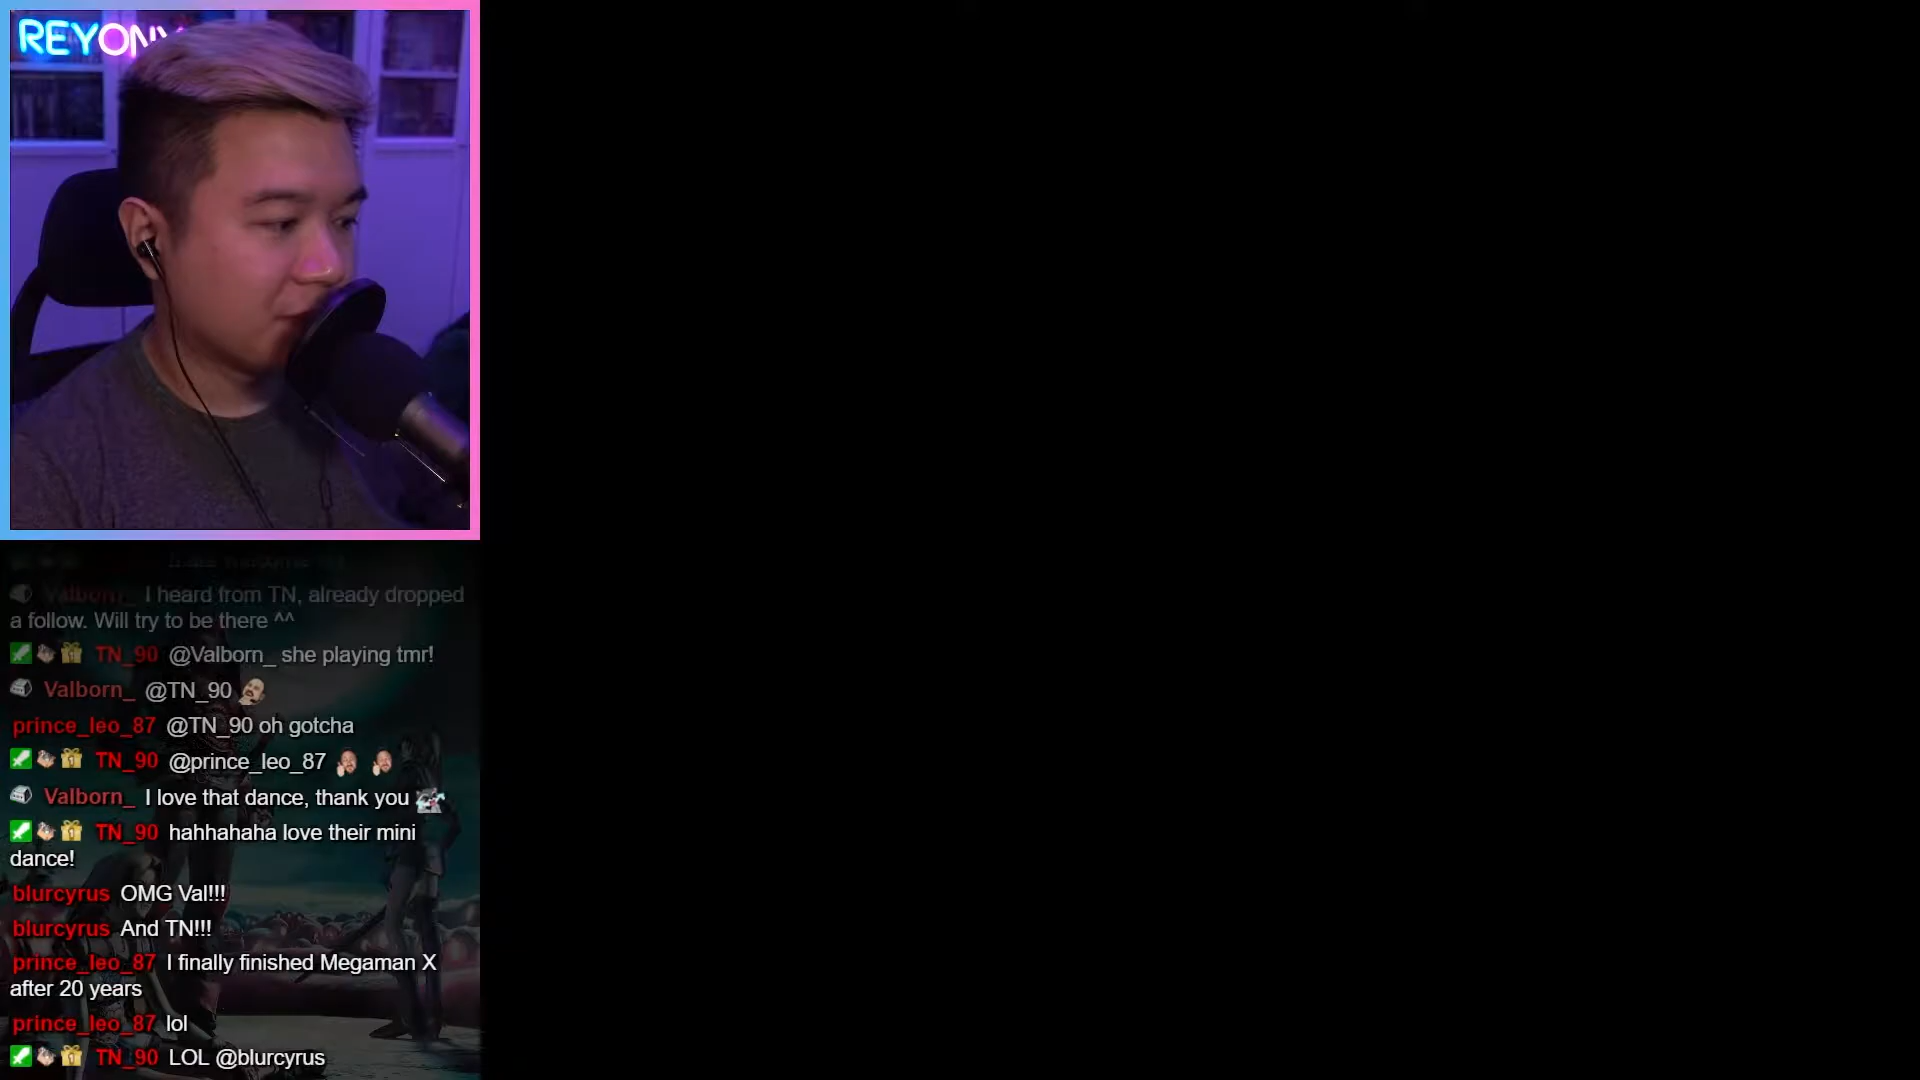 REYON
Valborn_ I heard from TN, already dropped
a follow. Will try to be there ^^
TN_90 @Valborn_ she playing tmr!
Valborn_ @TN_90
prince_leo_87 @TN_90 oh gotcha
TN_90 @prince_leo_87
Valborn_ I love that dance, thank you
TN_90 hahhahaha love their mini
dance!
blurcyrus OMG Val!!!
blurcyrus And TN!!!
prince_leo_87 I finally finished Megaman X
after 20 years
prince_leo_87 lol
TN_90 LOL @blurcyrus